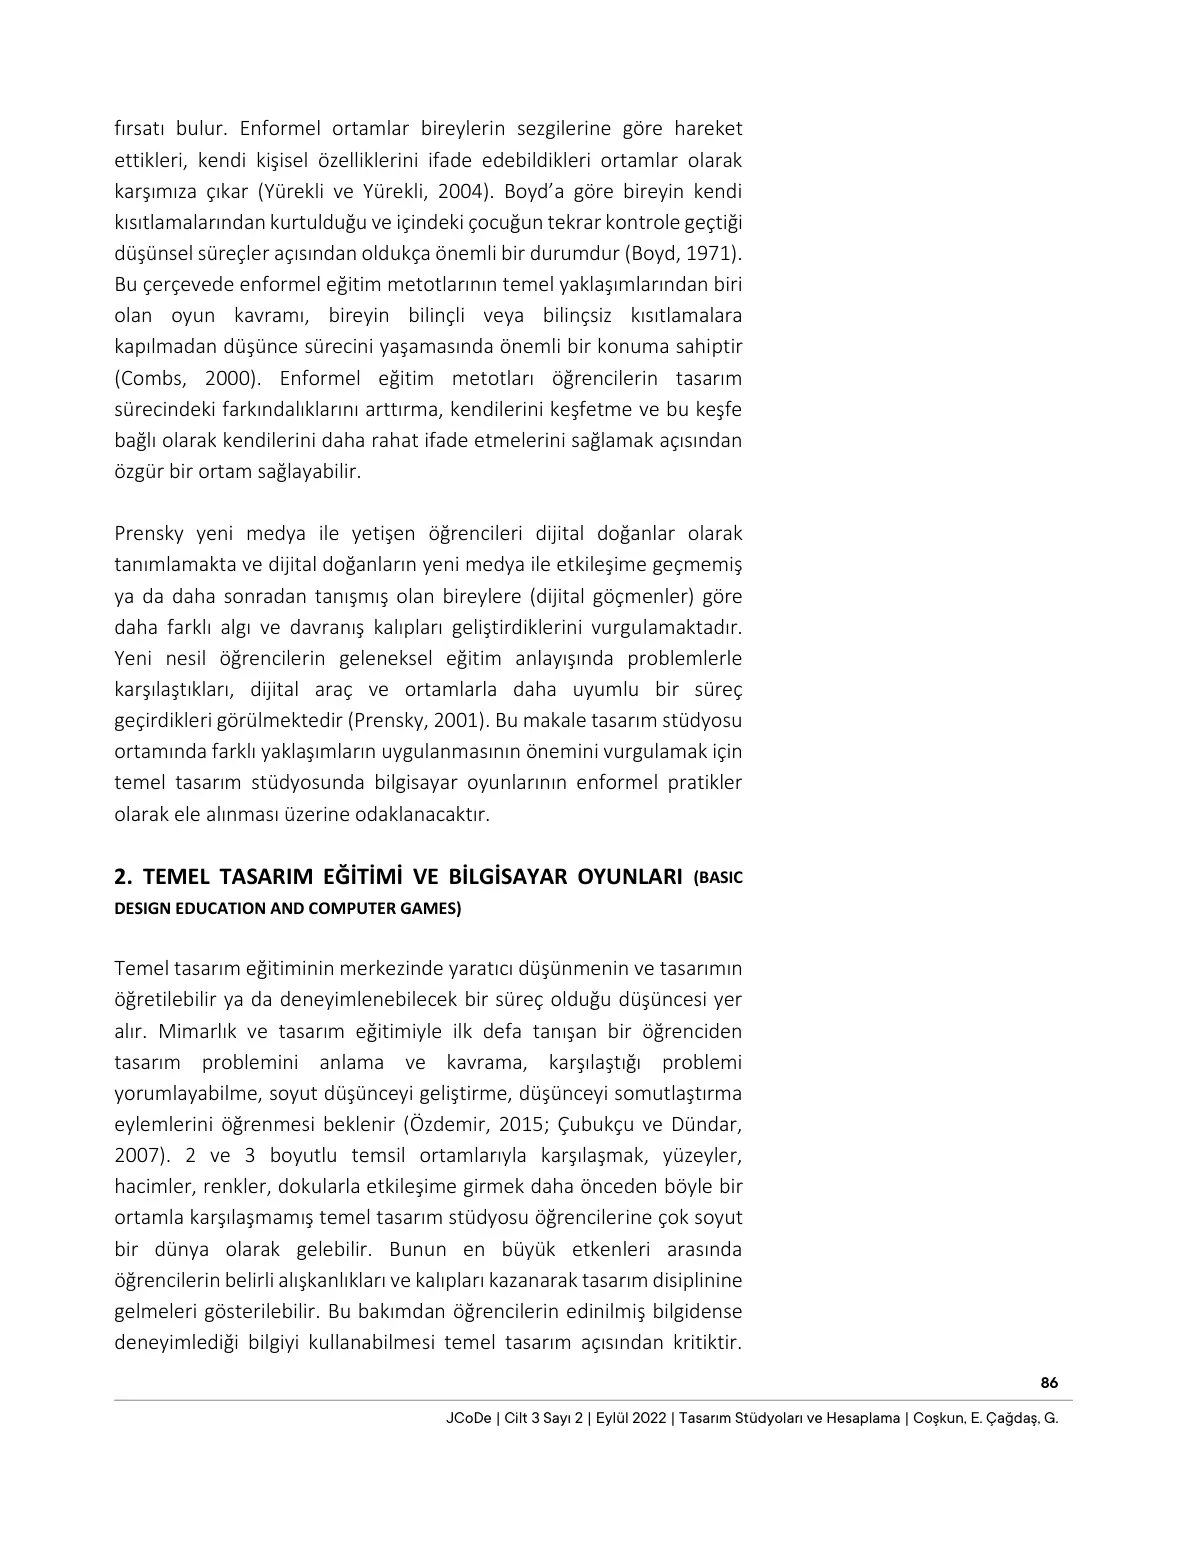 fırsatı bulur. Enformel ortamlar bireylerin sezgilerine göre hareket
ettikleri, kendi kişisel özelliklerini ifade edebildikleri ortamlar olarak
karşımıza çıkar (Yürekli ve Yürekli, 2004). Boyd’a göre bireyin kendi
kısıtlamalarından kurtulduğu ve içindeki çocuğun tekrar kontrole geçtiği
düşünsel süreçler açısından oldukça önemli bir durumdur (Boyd, 1971).
Bu çerçevede enformel eğitim metotlarının temel yaklaşımlarından biri
olan oyun kavramı, bireyin bilinçli veya bilinçsiz kısıtlamalara
kapılmadan düşünce sürecini yaşamasında önemli bir konuma sahiptir
(Combs, 2000). Enformel eğitim metotları öğrencilerin tasarım
sürecindeki farkındalıklarını arttırma, kendilerini keşfetme ve bu keşfe
bağlı olarak kendilerini daha rahat ifade etmelerini sağlamak açısından
özgür bir ortam sağlayabilir.
Prensky yeni medya ile yetişen öğrencileri dijital doğanlar olarak
tanımlamakta ve dijital doğanların yeni medya ile etkileşime geçmemiş
ya da daha sonradan tanışmış olan bireylere (dijital göçmenler) göre
daha farklı algı ve davranış kalıpları geliştirdiklerini vurgulamaktadır.
Yeni nesil öğrencilerin geleneksel eğitim anlayışında problemlerle
karşılaştıkları, dijital araç ve ortamlarla daha uyumlu bir süreç
geçirdikleri görülmektedir (Prensky, 2001). Bu makale tasarım stüdyosu
ortamında farklı yaklaşımların uygulanmasının önemini vurgulamak için
temel tasarım stüdyosunda bilgisayar oyunlarının enformel pratikler
olarak ele alınması üzerine odaklanacaktır.
2. TEMEL TASARIM EĞİTİMİ VE BİLGİSAYAR OYUNLARI (BASIC
DESIGN EDUCATION AND COMPUTER GAMES)
Temel tasarım eğitiminin merkezinde yaratıcı düşünmenin ve tasarımın
öğretilebilir ya da deneyimlenebilecek bir süreç olduğu düşüncesi yer
alır. Mimarlık ve tasarım eğitimiyle ilk defa tanışan bir öğrenciden
tasarım problemini anlama ve kavrama, karşılaştığı problemi
yorumlayabilme, soyut düşünceyi geliştirme, düşünceyi somutlaştırma
eylemlerini öğrenmesi beklenir (Özdemir, 2015; Çubukçu ve Dündar,
2007). 2 ve 3 boyutlu temsil ortamlarıyla karşılaşmak, yüzeyler,
hacimler, renkler, dokularla etkileşime girmek daha önceden böyle bir
ortamla karşılaşmamış temel tasarım stüdyosu öğrencilerine çok soyut
bir dünya olarak gelebilir. Bunun en büyük etkenleri arasında
öğrencilerin belirli alışkanlıkları ve kalıpları kazanarak tasarım disiplinine
gelmeleri gösterilebilir. Bu bakımdan öğrencilerin edinilmiş bilgidense
deneyimlediği bilgiyi kullanabilmesi temel tasarım açısından kritiktir.
86
JCoDe | Cilt 3 Sayı 2 | Eylül 2022 | Tasarım Stüdyoları ve Hesaplama | Coşkun, E. Çağdaş, G.